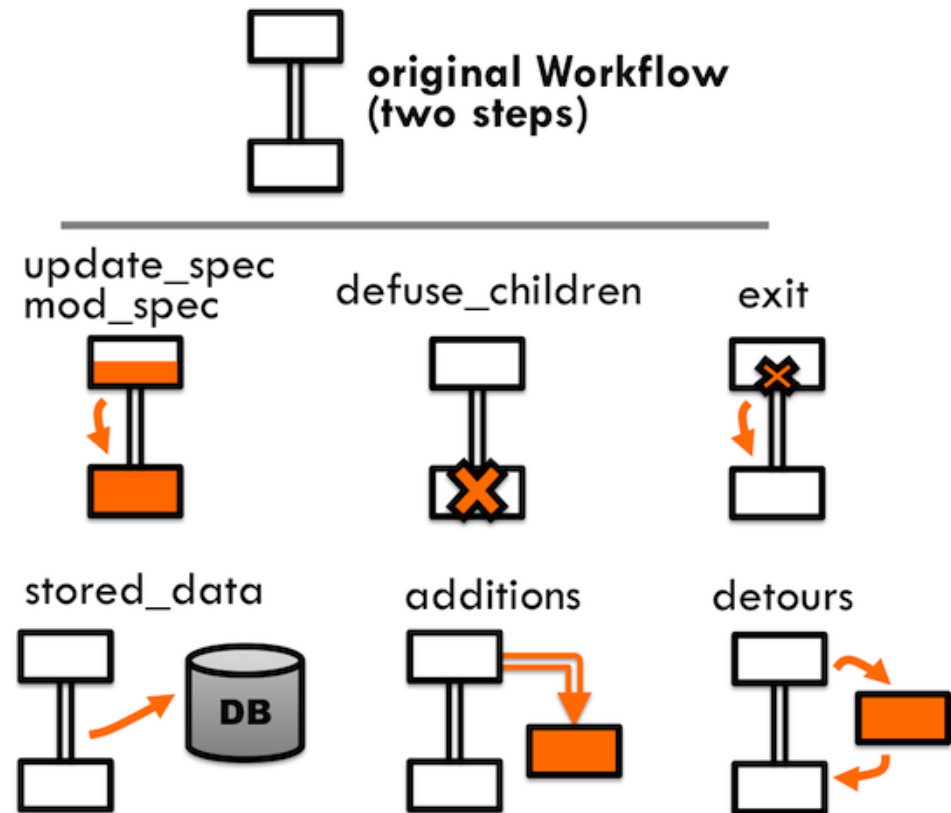 original Workflow
(two steps)
update_spec
mod_spec
defuse_children
exit
stored_data
additions
detours
DB